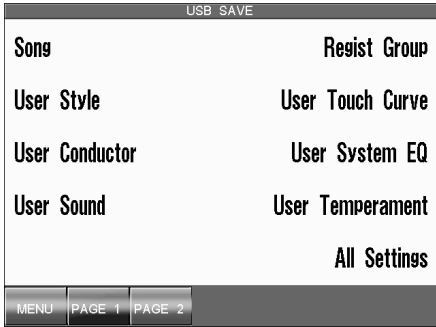 USB SAVE
Song
Regist Group
User Style
User Touch Curve
User Conductor
User System EQ
User Sound
User Temperament
All Settings
MENU PAGE 1 PAGE 2